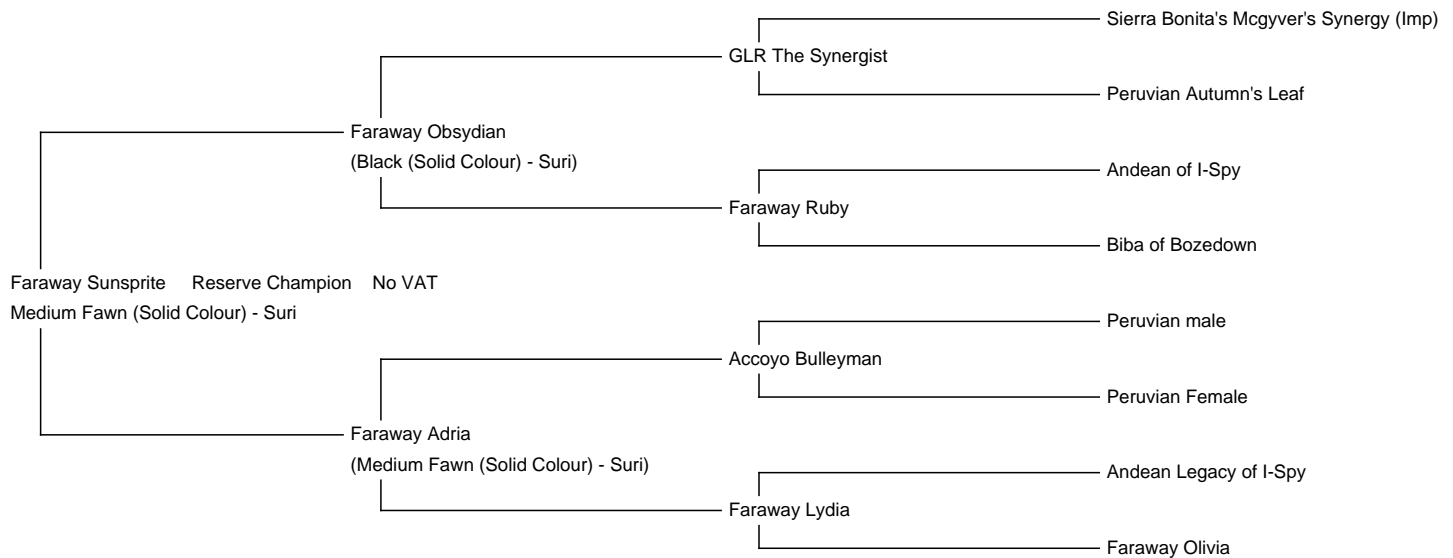 Sierra Bonita's Mcgyver's Synergy (Imp)
GLR The Synergist
Peruvian Autumn's Leaf
Faraway Obsydian
(Black (Solid Colour) - Suri)
Andean of I-Spy
Faraway Ruby
Biba of Bozedown
Faraway Sunsprite Reserve Champion No VAT
Medium Fawn (Solid Colour) - Suri
Peruvian male
Accoyo Bulleyman
Peruvian Female
Faraway Adria
(Medium Fawn (Solid Colour) - Suri)
Andean Legacy of I-Spy
Faraway Lydia
Faraway Olivia